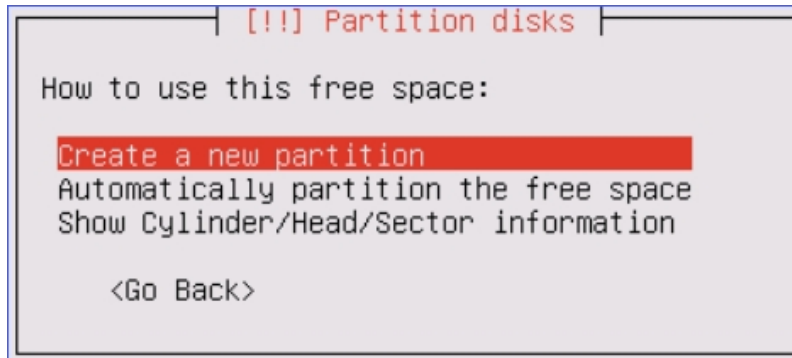 [!!] Partition disks
How to use this free space:
Create a new partition
Automatically partition the free space
Show Cylinder/Head/Sector information
<Go Back>